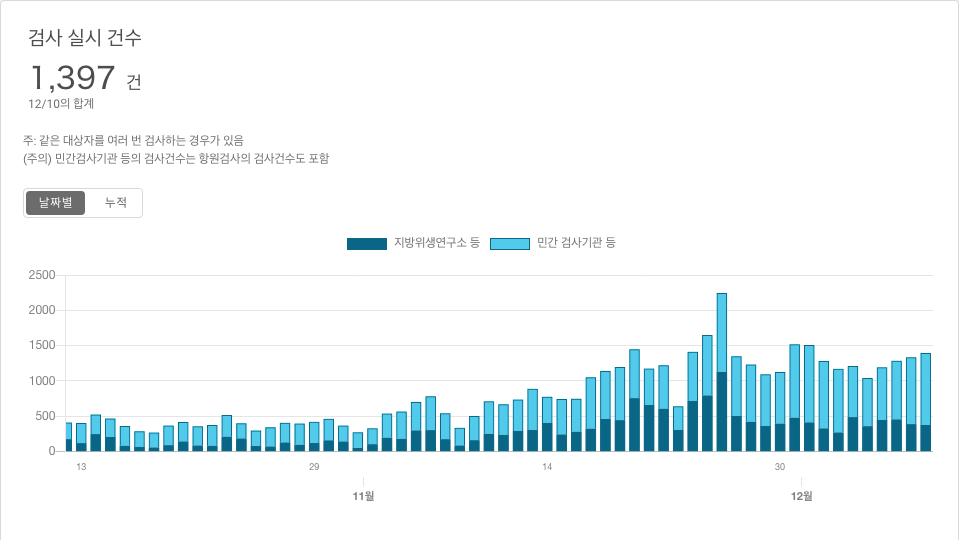 검사 실시 건수
1,397 건
12/10의 합계
주: 같은 대상자를 여러 번 검사하는 경우가 있음
(주의) 민간검사기관 등의 검사건수는 항원검사의 검사건수도 포함
날짜별 누적
지방위생연구소 등 민간 검사기관 등
2500
2000
1500
1000
500
0
13 29 14 30
11월 12월